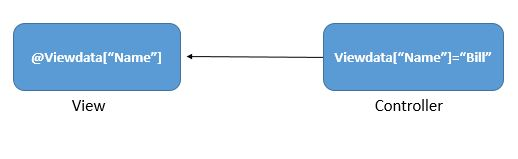 @Viewdata[“Name”]
Viewdata[“Name”]=“Bill”
View
Controller